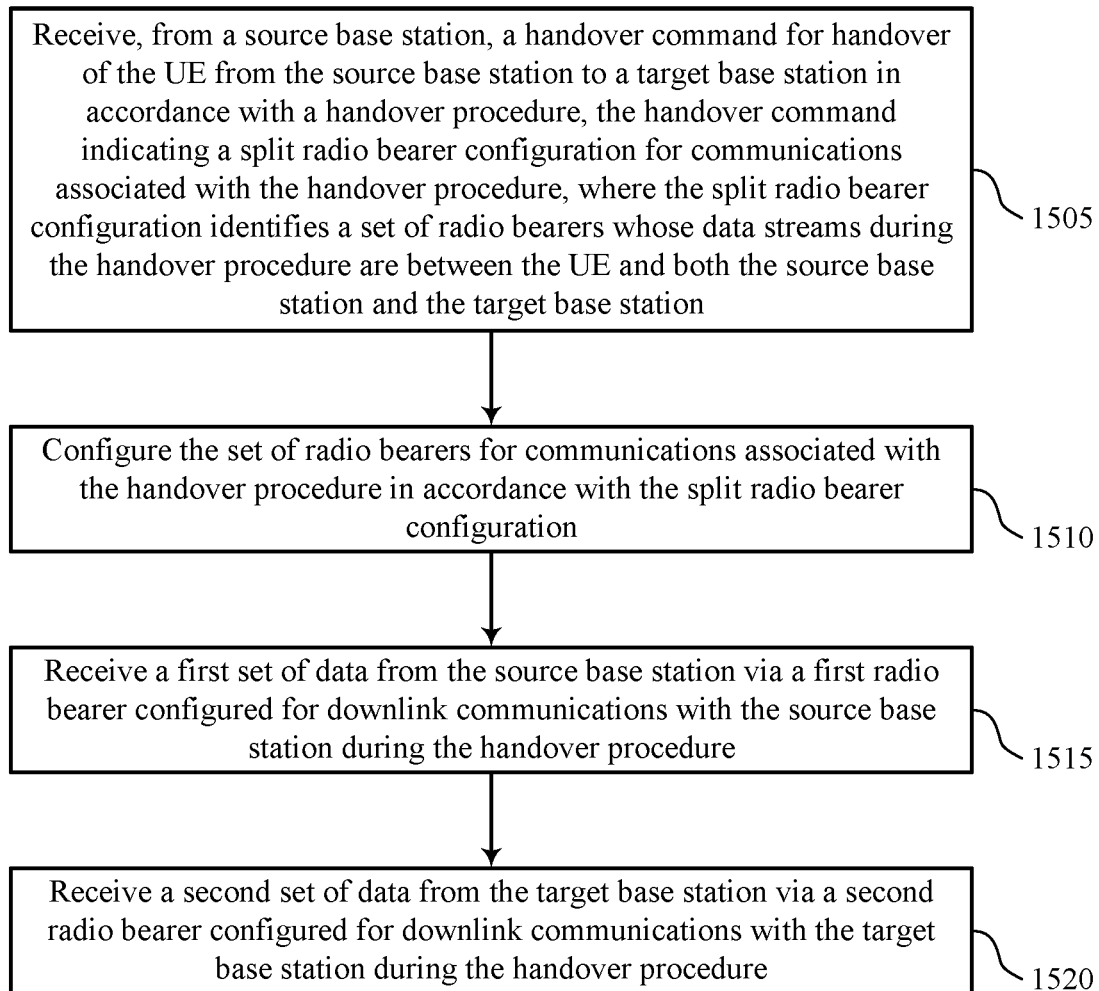 Receive, from a source base station, a handover command for handover
of the UE from the source base station to a target base station in
accordance with a handover procedure, the handover command
indicating a split radio bearer configuration for communications
associated with the handover procedure, where the split radio bearer
configuration identifies a set of radio bearers whose data streams during
the handover procedure are between the UE and both the source base
station and the target base station
1505
Configure the set of radio bearers for communications associated with
the handover procedure in accordance with the split radio bearer
configuration
1510
Receive a first set of data from the source base station via a first radio
bearer configured for downlink communications with the source base
station during the handover procedure
1515
Receive a second set of data from the target base station via a second
radio bearer configured for downlink communications with the target
base station during the handover procedure
1520